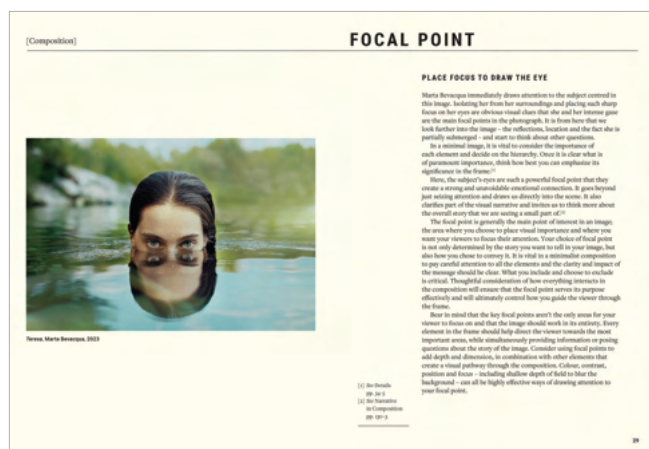 [Composition]
FOCAL POINT
PLACE FOCUS TO DRAW THE EYE
Marta Bevacqua immediately draws attention to the subject centred in
this image. Isolating her from her surroundings and placing such sharp
focus on her eyes are obvious visual clues that she and her intense gaze
are the main focal points in the photograph. It is from here that we
look further into the image – the reflections, location and the fact she is
partially submerged – and start to think about other questions.
In a minimal image, it is vital to consider the importance of
each element and decide on the hierarchy. Once it is clear what is
of paramount importance, think how best you can emphasise its
significance in the frame.[1]
Here, the subject's eyes are such a powerful focal point that they
create a strong and unavoidable emotional connection. It goes beyond
just seizing attention and draws us directly into the scene. It also
clarifies part of the visual narrative and invites us to think more about
the overall story that we are seeing a small part of.[2]
The focal point is generally the main point of interest in an image;
the area where you choose to place visual importance and where you
want your viewers to focus their attention. Your choice of focal point
is not only determined by the story you want to tell in your image, but
also how you chose to convey it. It is vital in a minimalist composition
to pay careful attention to all the elements and the clarity and impact of
the message should be clear. What you include and choose to exclude
is critical. Thoughtful consideration of how everything interacts in
the composition will ensure that the focal point serves its purpose
effectively and will ultimately control how you guide the viewer through
the frame.
Bear in mind that the key focal points aren't the only areas for your
viewer to focus on and that the image should work in its entirety. Every
element in the frame should help direct the viewer towards the most
important areas, while simultaneously providing information or posing
questions about the story of the image. Consider using focal points to
add depth and dimension, in combination with other elements that
create a visual pathway through the composition. Colour, contrast,
position and focus – including shallow depth of field to blur the
background – can all be highly effective ways of drawing attention to
your focal point.
Marta Bevacqua, 2023
[1] See Details
pp. 34-5
[2] See Narrative
in Composition
pp.
29